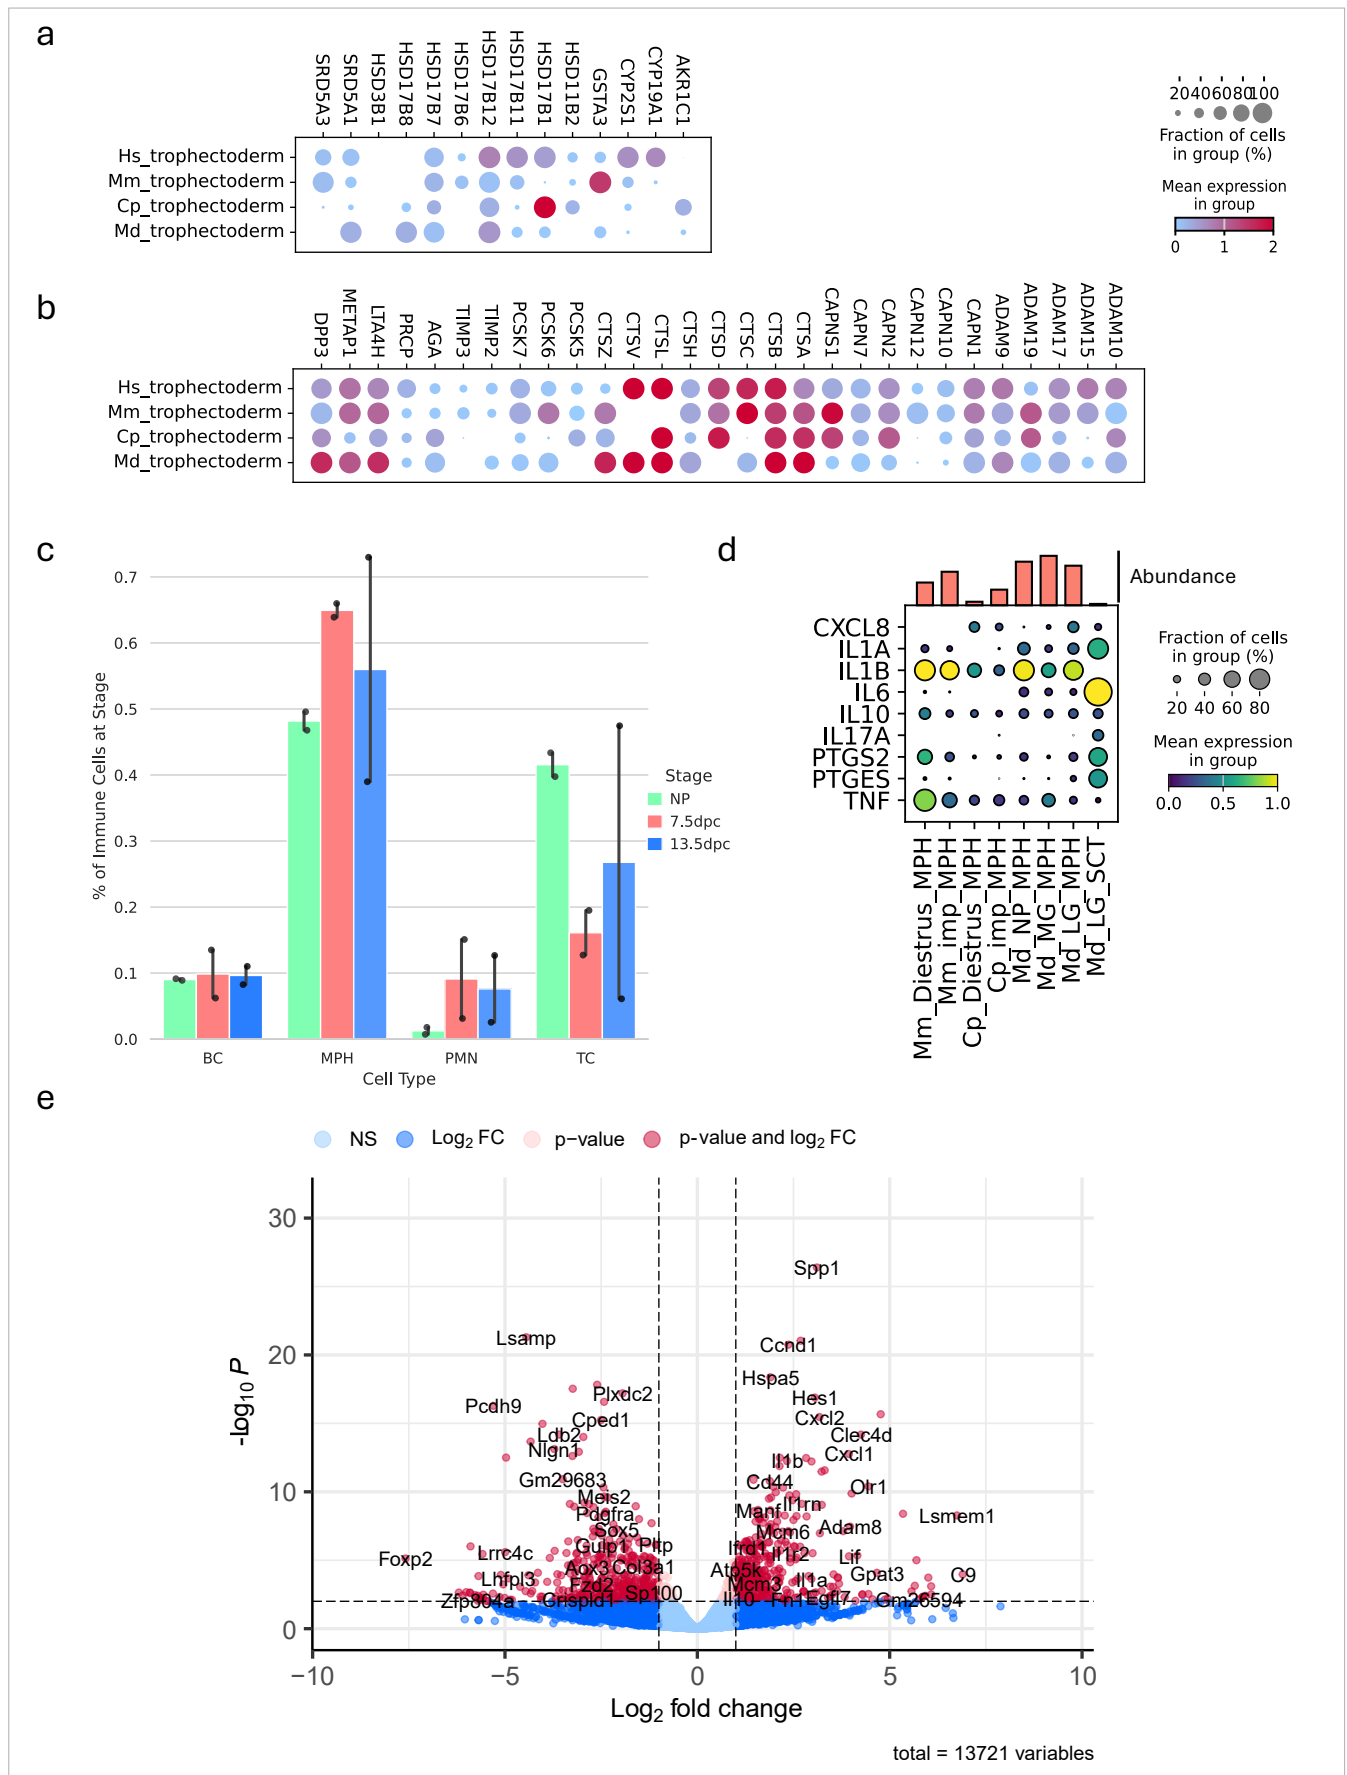 a
SRD5A3
SRD5A1
HSD3B1
HSD17B8
HSD17B7
HSD17B6
HSD17B12
HSD17B11
HSD17B1
HSD11B2
GSTA3
CYP2S1
CYP19A1
AKR1C1
Hs_trophectoderm
Mm_trophectoderm
Cp_trophectoderm
Md_trophectoderm
20 40 60 80 100
Fraction of cells
in group (%)
Mean expression
in group
0 1 2
b
DPP3
METAP1
LTA4H
PRCP
AGA
TIMP3
TIMP2
PCSK7
PCSK6
PCSK5
CTSZ
CTSV
CTSL
CTSH
CTSD
CTSC
CTSB
CTSA
CAPNS1
CAPN7
CAPN2
CAPN12
CAPN10
CAPN1
ADAM9
ADAM19
ADAM17
ADAM15
ADAM10
Hs_trophectoderm
Mm_trophectoderm
Cp_trophectoderm
Md_trophectoderm
c
% of Immune Cells at Stage
0.7
0.6
0.5
0.4
0.3
0.2
0.1
0.0
BC MPH PMN TC
Cell Type
Stage
NP
7.5dpc
13.5dpc
d
Abundance
CXCL8
IL1A
IL1B
IL6
IL10
IL17A
PTGS2
PTGES
TNF
Mm_Diestrus_MPH
Mm_imp_MPH
Cp_Diestrus_MPH
Cp_imp_MPH
Md_NP_MPH
Md_MG_MPH
Md_LG_MPH
Md_LG_SCT
Fraction of cells
in group (%)
20 40 60 80
Mean expression
in group
0.0 0.5 1.0
e
NS Log2 FC p−value p-value and log2 FC
-Log10 P
30
20
10
0
Spp1
Lsamp
Ccnd1
Hspa5
Plxdc2
Hes1
Pcdh9
Cped1
Cxcl2
Ldb2
Clec4d
Nlgn1
Cxcl1
Il1b
Gm29683
Cd44
Olr1
Meis2
Il1rn
Pdgfra
Manf
Lsmem1
Sox5
Mcm6
Adam8
Gulp1
Pltp
Ifrd1
Il1r2
Lif
Foxp2
Lrrc4c
Aox3
Col3a1
Atp5k
Gpat3
C9
Lhfpl3
Fzd2
Mcm3
Il1a
Sp100
Zfp804a
Crispld1
Il10
Fn1
Egfl7
Gm26594
−10 −5 0 5 10
Log2 fold change
total = 13721 variables